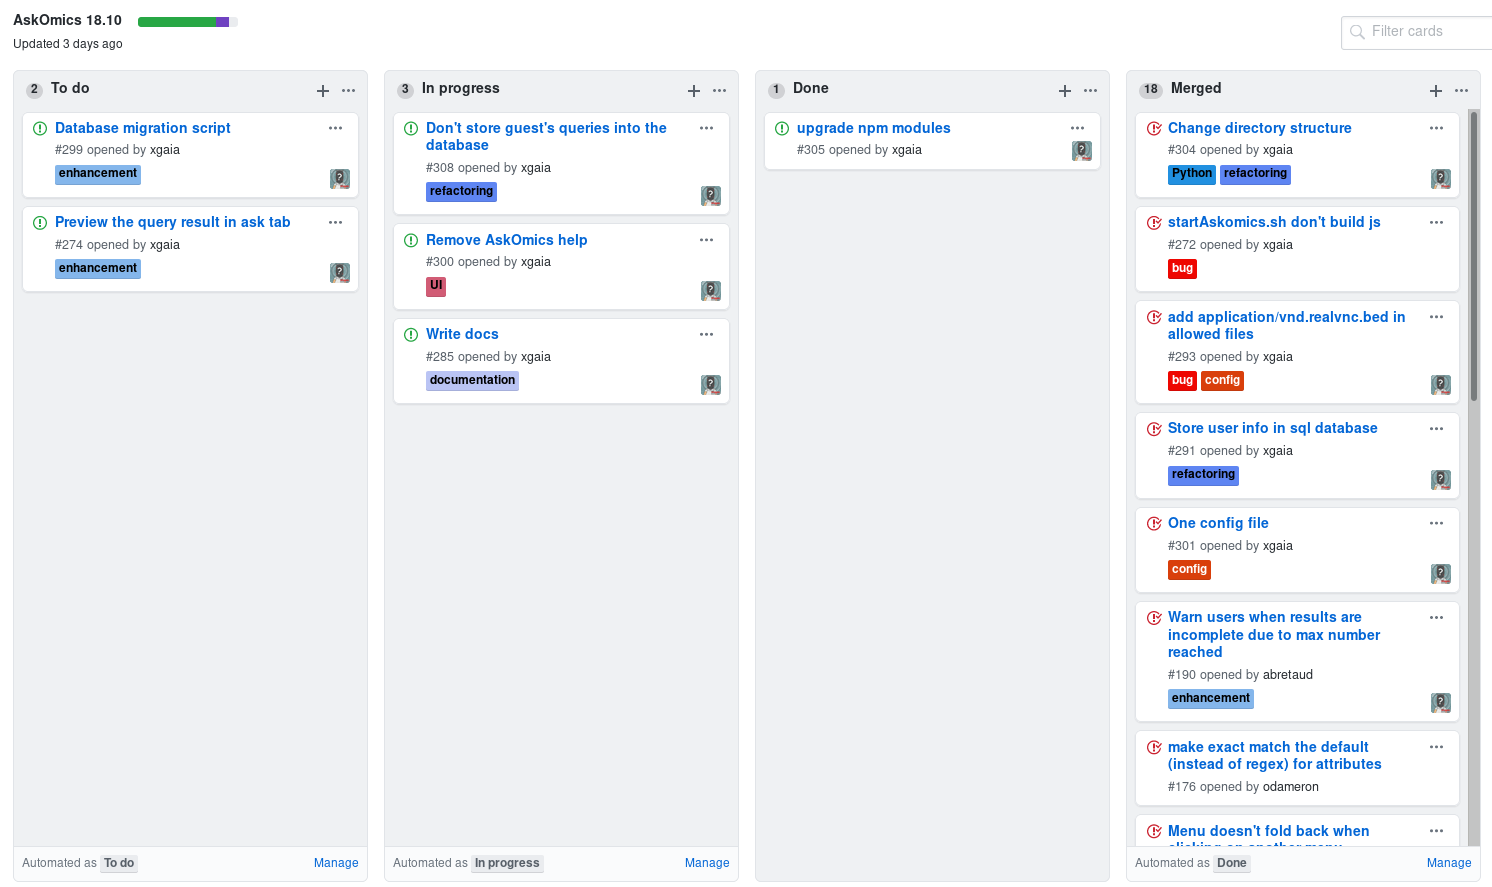 AskOmics 18.10
Updated 3 days ago
Filter cards
2 To do
Database migration script
#299 opened by xgaia
enhancement
Preview the query result in ask tab
#274 opened by xgaia
enhancement
Automated as To do
Manage
3 In progress
Don't store guest's queries into the
database
#308 opened by xgaia
refactoring
Remove AskOmics help
#300 opened by xgaia
UI
Write docs
#285 opened by xgaia
documentation
Automated as In progress
Manage
1 Done
upgrade npm modules
#305 opened by xgaia
18 Merged
Change directory structure
#304 opened by xgaia
Python refactoring
startAskomics.sh don't build js
#272 opened by xgaia
bug
add application/vnd.realvnc.bed in
allowed files
#293 opened by xgaia
bug config
Store user info in sql database
#291 opened by xgaia
refactoring
One config file
#301 opened by xgaia
config
Warn users when results are
incomplete due to max number
reached
#190 opened by abretaud
enhancement
make exact match the default
(instead of regex) for attributes
#176 opened by odameron
Menu doesn't fold back when
clicking on another menu
Automated as Done
Manage